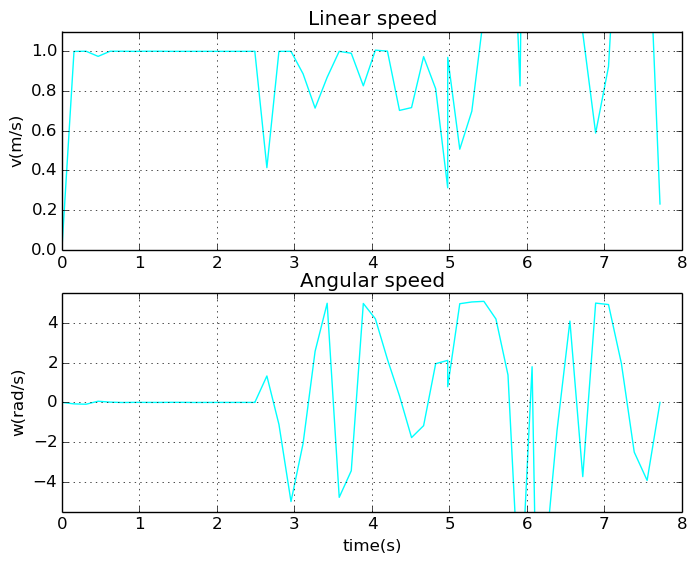 Linear speed
1.0
0.8
0.6
0.4
0.2
0.0
v(m/s)
0 1 2 3 4 5 6 7 8
Angular speed
4
2
0
−2
−4
w(rad/s)
0 1 2 3 4 5 6 7 8
time(s)